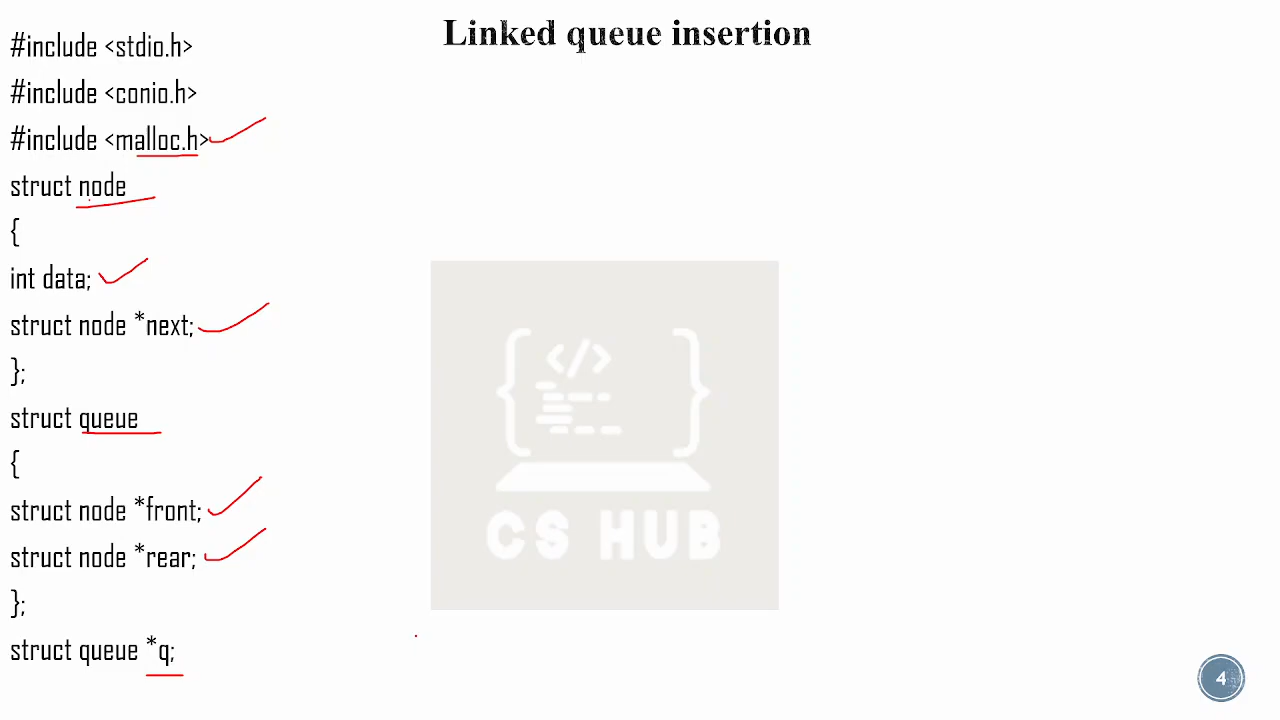 Linked queue insertion
#include <stdio.h>
#include <conio.h>
#include <malloc.h>
struct node
{
int data;
struct node *next;
};
struct queue
{
struct node *front;
struct node *rear;
};
struct queue *q;
{ </> }
CS HUB
4